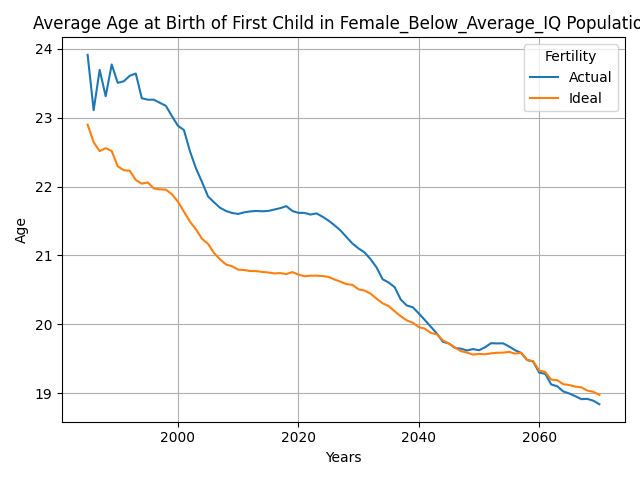 Average Age at Birth of First Child in Female_Below_Average_IQ Populatio
24
23
22
21
20
19
Age
Fertility
Actual
Ideal
2000 2020 2040 2060
Years